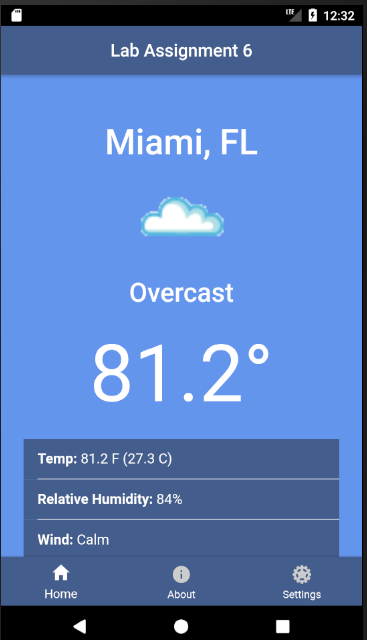 LTE 12:32
Lab Assignment 6
Miami, FL
Overcast
81.2°
Temp: 81.2 F (27.3 C)
Relative Humidity: 84%
Wind: Calm
Home About Settings